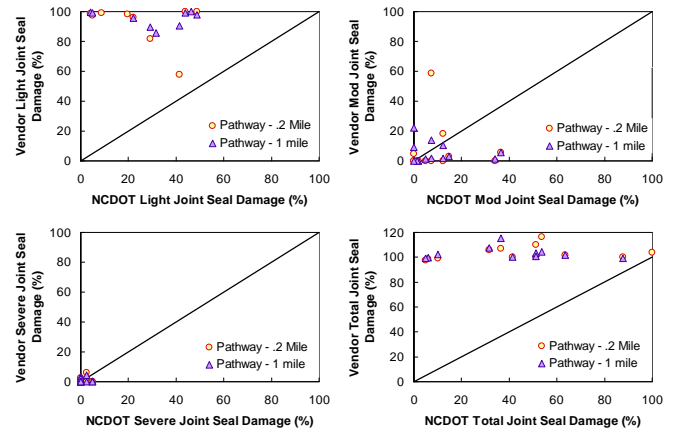 Vendor Light Joint Seal
Damage (%)
100
80
60
40
20
0
Pathway - .2 Mile
Pathway - 1 mile
0 20 40 60 80 100
NCDOT Light Joint Seal Damage (%)
Vendor Mod Joint Seal
Damage (%)
100
80
60
40
20
0
Pathway - .2 Mile
Pathway - 1 mile
0 20 40 60 80 100
NCDOT Mod Joint Seal Damage (%)
Vendor Severe Joint Seal
Damage (%)
100
80
60
40
20
0
Pathway - .2 Mile
Pathway - 1 mile
0 20 40 60 80 100
NCDOT Severe Joint Seal Damage (%)
Vendor Total Joint Seal
Damage (%)
120
100
80
60
40
20
0
Pathway - .2 Mile
Pathway - 1 mile
0 20 40 60 80 100
NCDOT Total Joint Seal Damage (%)